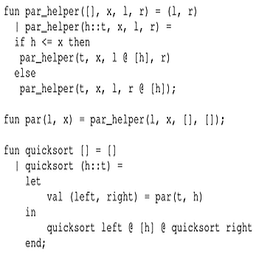 fun par_helper([], x, l, r) = (l, r)
  | par_helper(h::t, x, l, r) =
  if h <= x then
   par_helper(t, x, l @ [h], r)
  else
   par_helper(t, x, l, r @ [h]);

fun par(l, x) = par_helper(l, x, [], []);

fun quicksort [] = []
  | quicksort (h::t) =
   let
       val (left, right) = par(t, h)
   in
       quicksort left @ [h] @ quicksort right
   end;